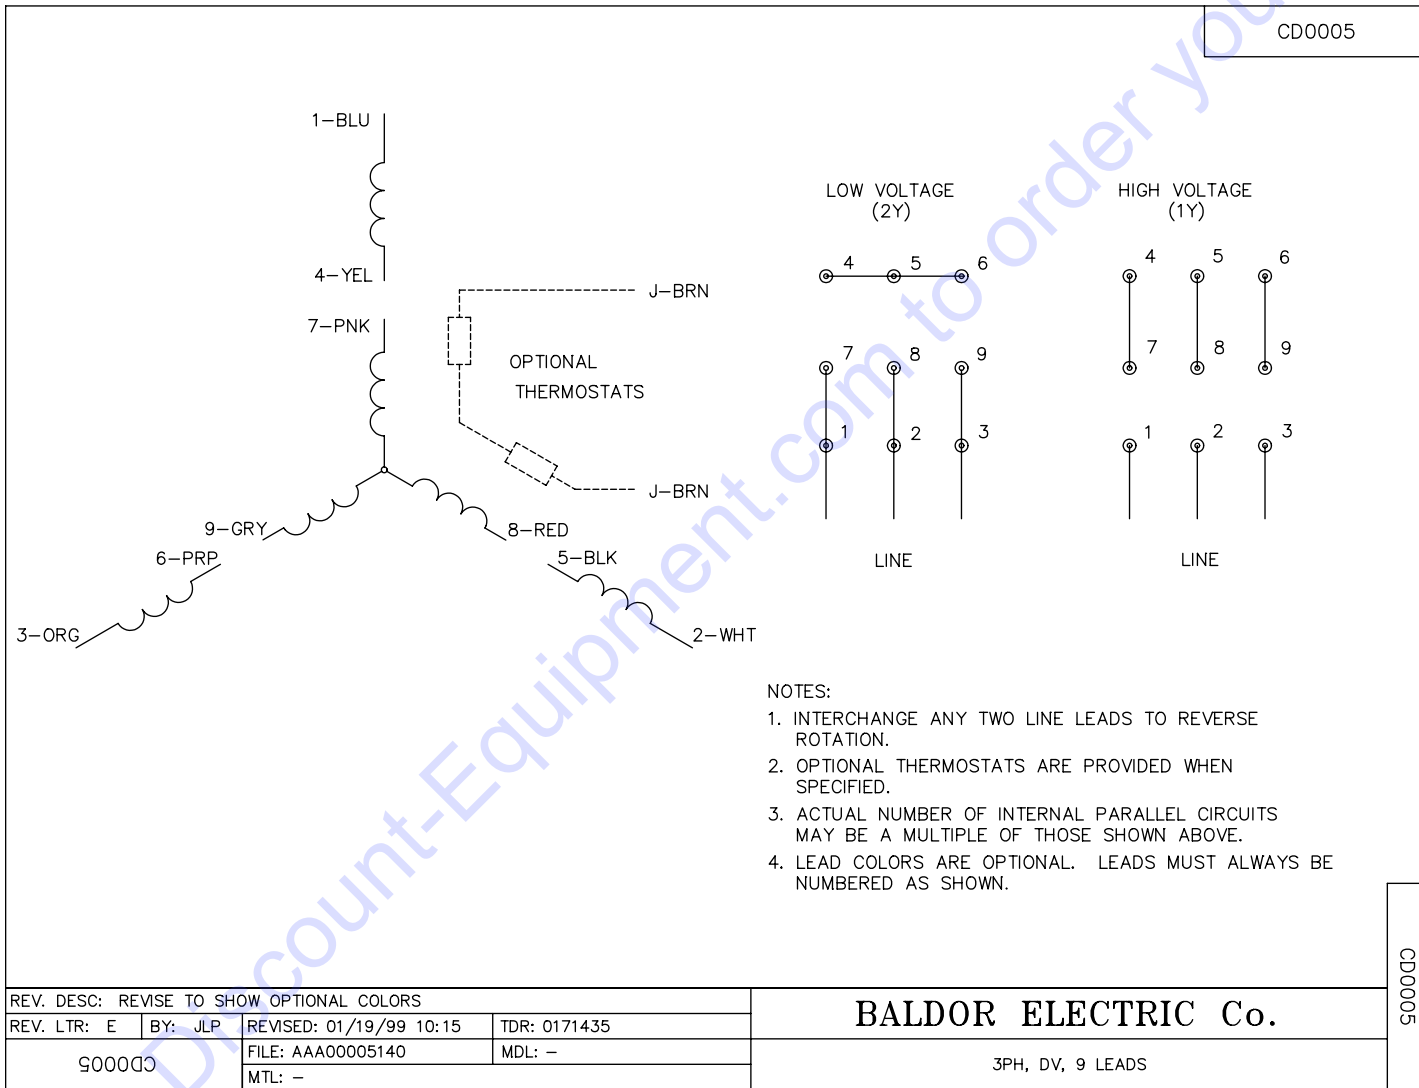 CD0005
1-BLU
4-YEL
7-PNK
J-BRN
OPTIONAL
THERMOSTATS
J-BRN
9-GRY
8-RED
6-PRP
5-BLK
3-ORG
2-WHT
LOW VOLTAGE
(2Y)
4 5 6
7 8 9
1 2 3
LINE
HIGH VOLTAGE
(1Y)
4 5 6
7 8 9
1 2 3
LINE
NOTES:
1. INTERCHANGE ANY TWO LINE LEADS TO REVERSE
ROTATION.
2. OPTIONAL THERMOSTATS ARE PROVIDED WHEN
SPECIFIED.
3. ACTUAL NUMBER OF INTERNAL PARALLEL CIRCUITS
MAY BE A MULTIPLE OF THOSE SHOWN ABOVE.
4. LEAD COLORS ARE OPTIONAL. LEADS MUST ALWAYS BE
NUMBERED AS SHOWN.
CD0005
REV. DESC: REVISE TO SHOW OPTIONAL COLORS
REV. LTR: E BY: JLP REVISED: 01/19/99 10:15 TDR: 0171435
CD0005
FILE: AAA00005140 MDL: -
MTL: -
BALDOR ELECTRIC Co.
3PH, DV, 9 LEADS
Discount-Equipment.com to order you